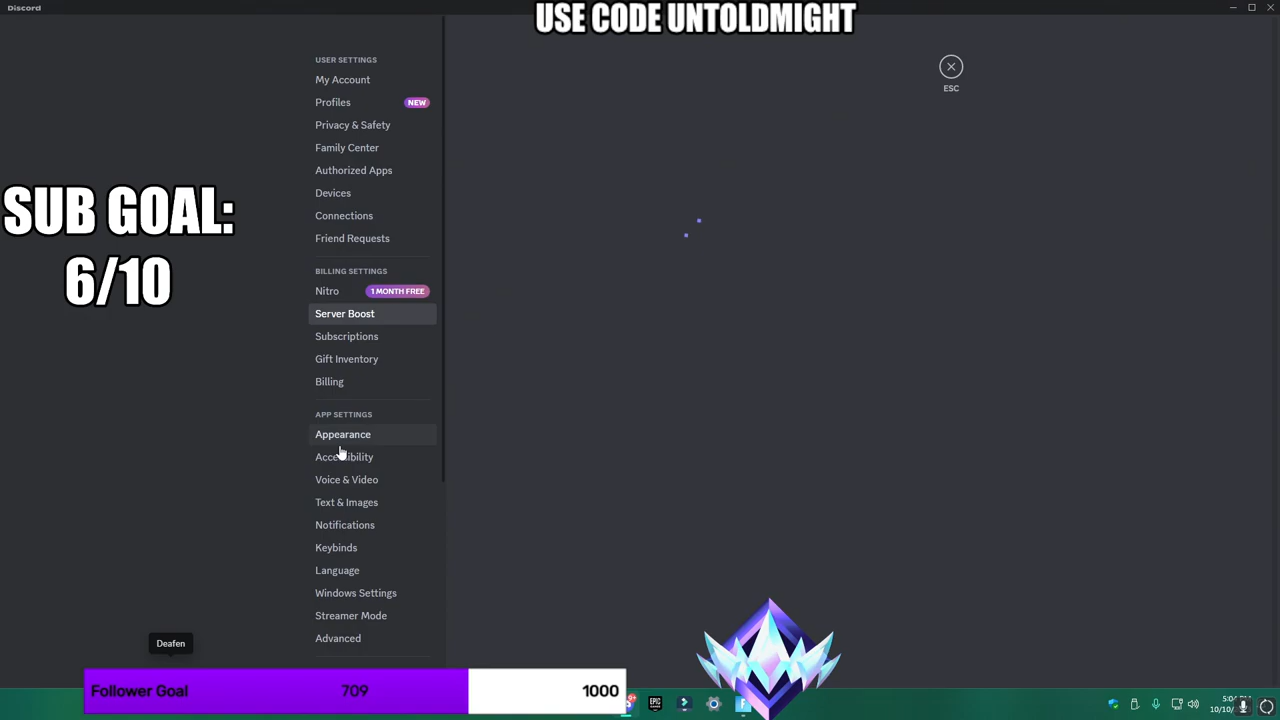 Discord
USE CODE UNTOLDMIGHT
ESC
USER SETTINGS
My Account
Profiles NEW
Privacy & Safety
Family Center
Authorized Apps
Devices
Connections
Friend Requests
SUB GOAL:
6/10
BILLING SETTINGS
Nitro 1 MONTH FREE
Server Boost
Subscriptions
Gift Inventory
Billing
APP SETTINGS
Appearance
Accessibility
Voice & Video
Text & Images
Notifications
Keybinds
Language
Windows Settings
Streamer Mode
Advanced
Deafen
Follower Goal 709 1000
EPIC